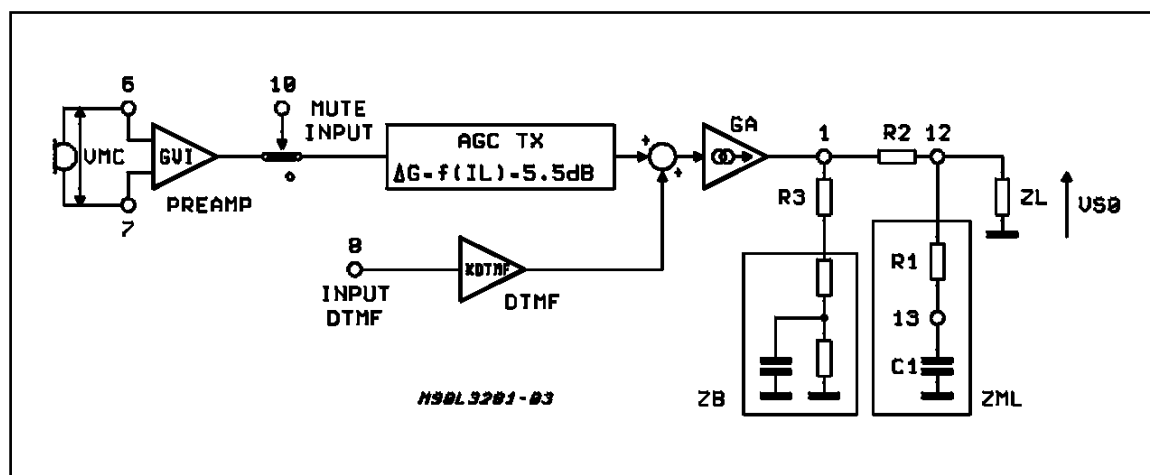 6
10
MUTE
INPUT
VMC
GVI
PREAMP
7
AGC TX
ΔG=f(IL)=5.5dB
+
+
GA
1
R2
12
R3
ZL
VS0
8
INPUT
DTMF
KDTMF
DTMF
R1
13
C1
ZB
ZML
M90L3201-03